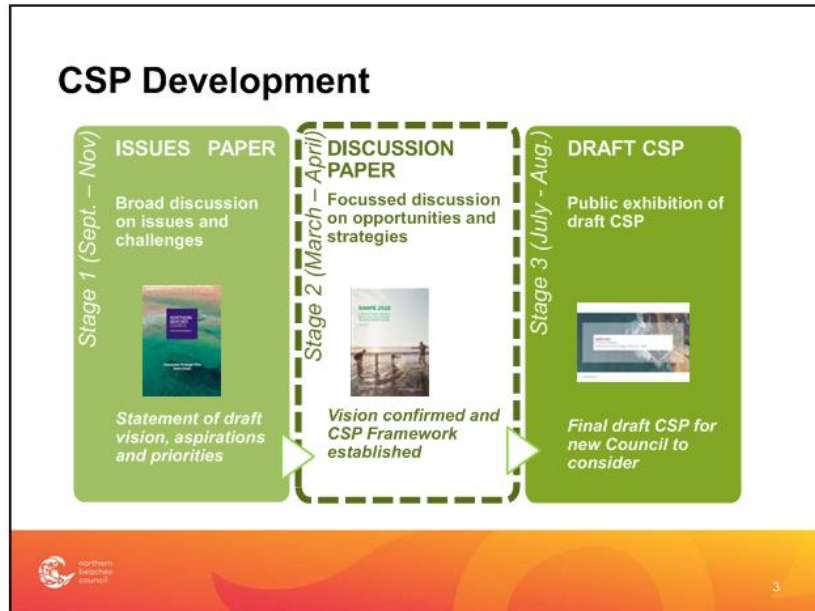 CSP Development
Stage 1 (Sept. – Nov)
ISSUES PAPER
Broad discussion
on issues and
challenges
NORTHERN
BEACHES
COUNCIL
Statement of draft
vision, aspirations
and priorities
Stage 2 (March – April)
DISCUSSION
PAPER
Focussed discussion
on opportunities and
strategies
SHAPE 2028
Vision confirmed and
CSP Framework
established
Stage 3 (July - Aug.)
DRAFT CSP
Public exhibition of
draft CSP
Final draft CSP for
new Council to
consider
northern
beaches
council
3